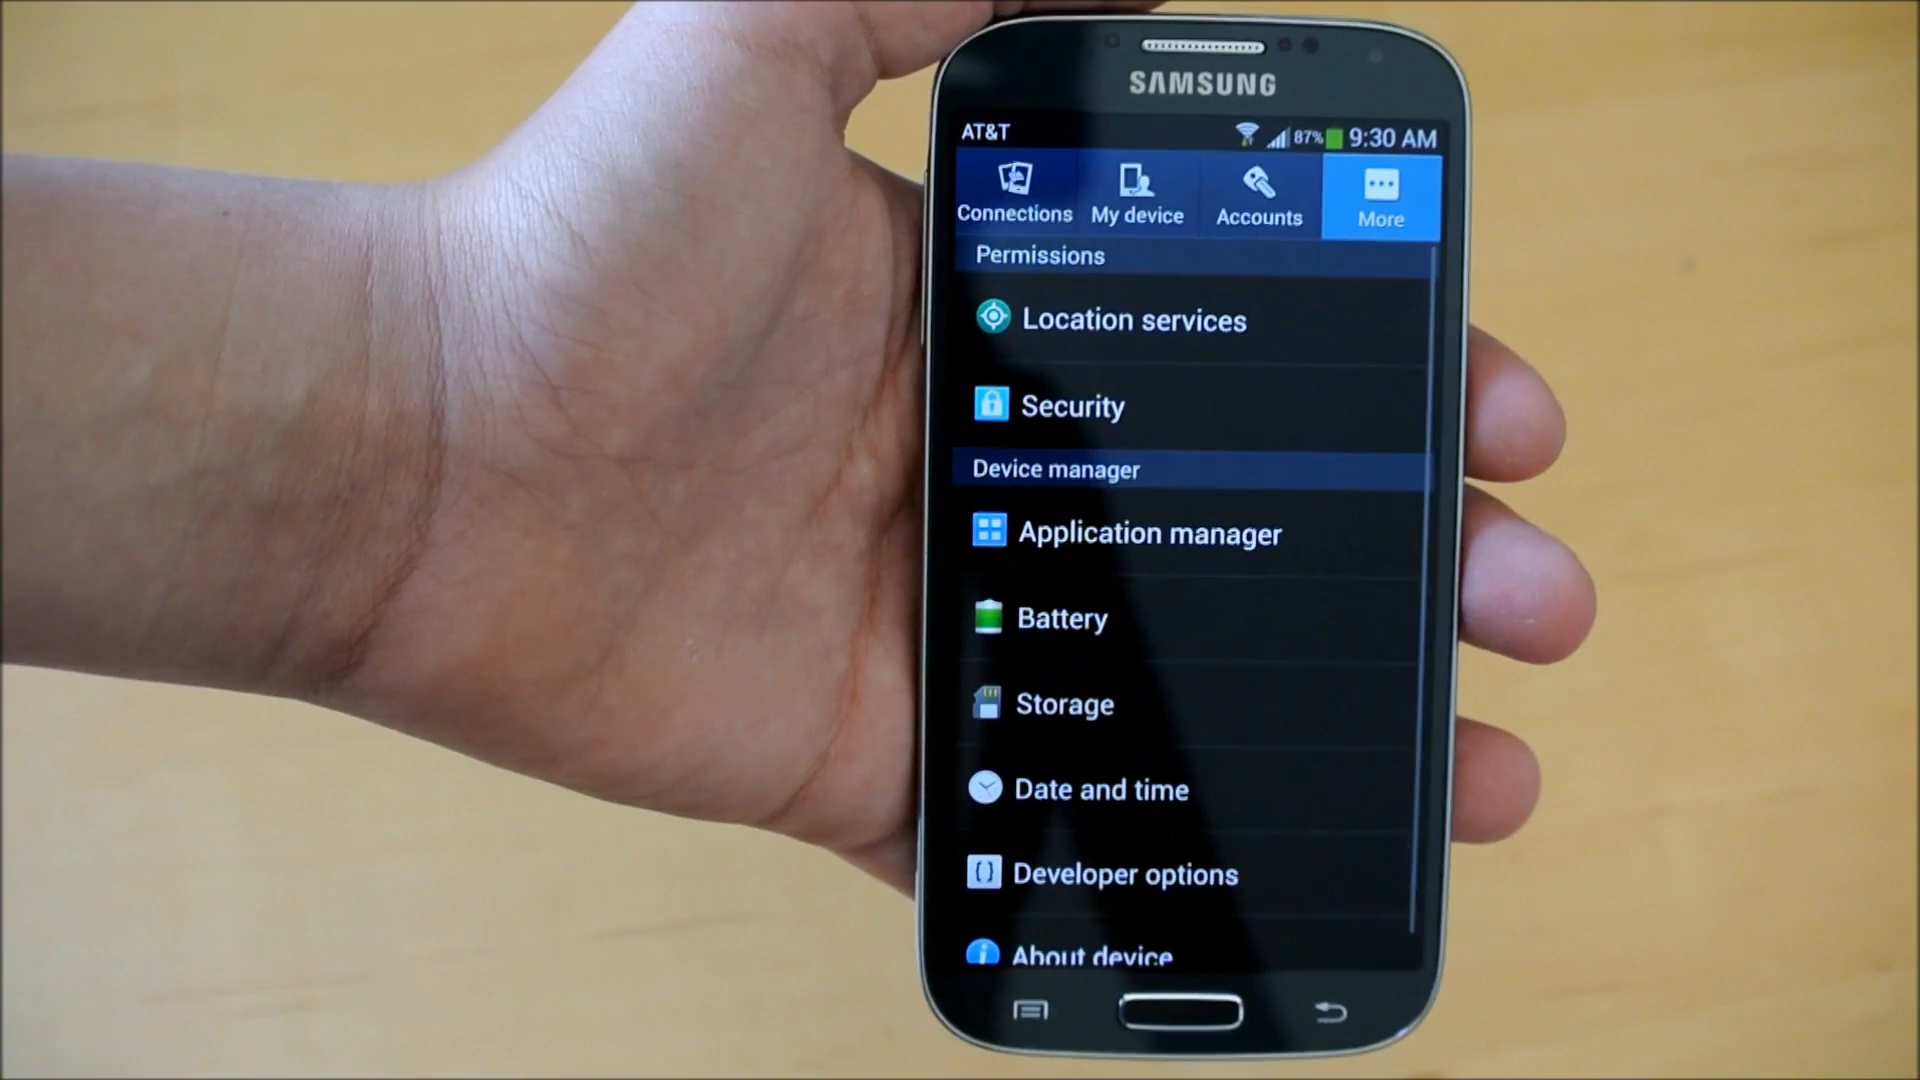 SAMSUNG
AT&T 87% 9:30 AM
Connections My device Accounts More
Permissions
Location services
Security
Device manager
Application manager
Battery
Storage
Date and time
Developer options
About device